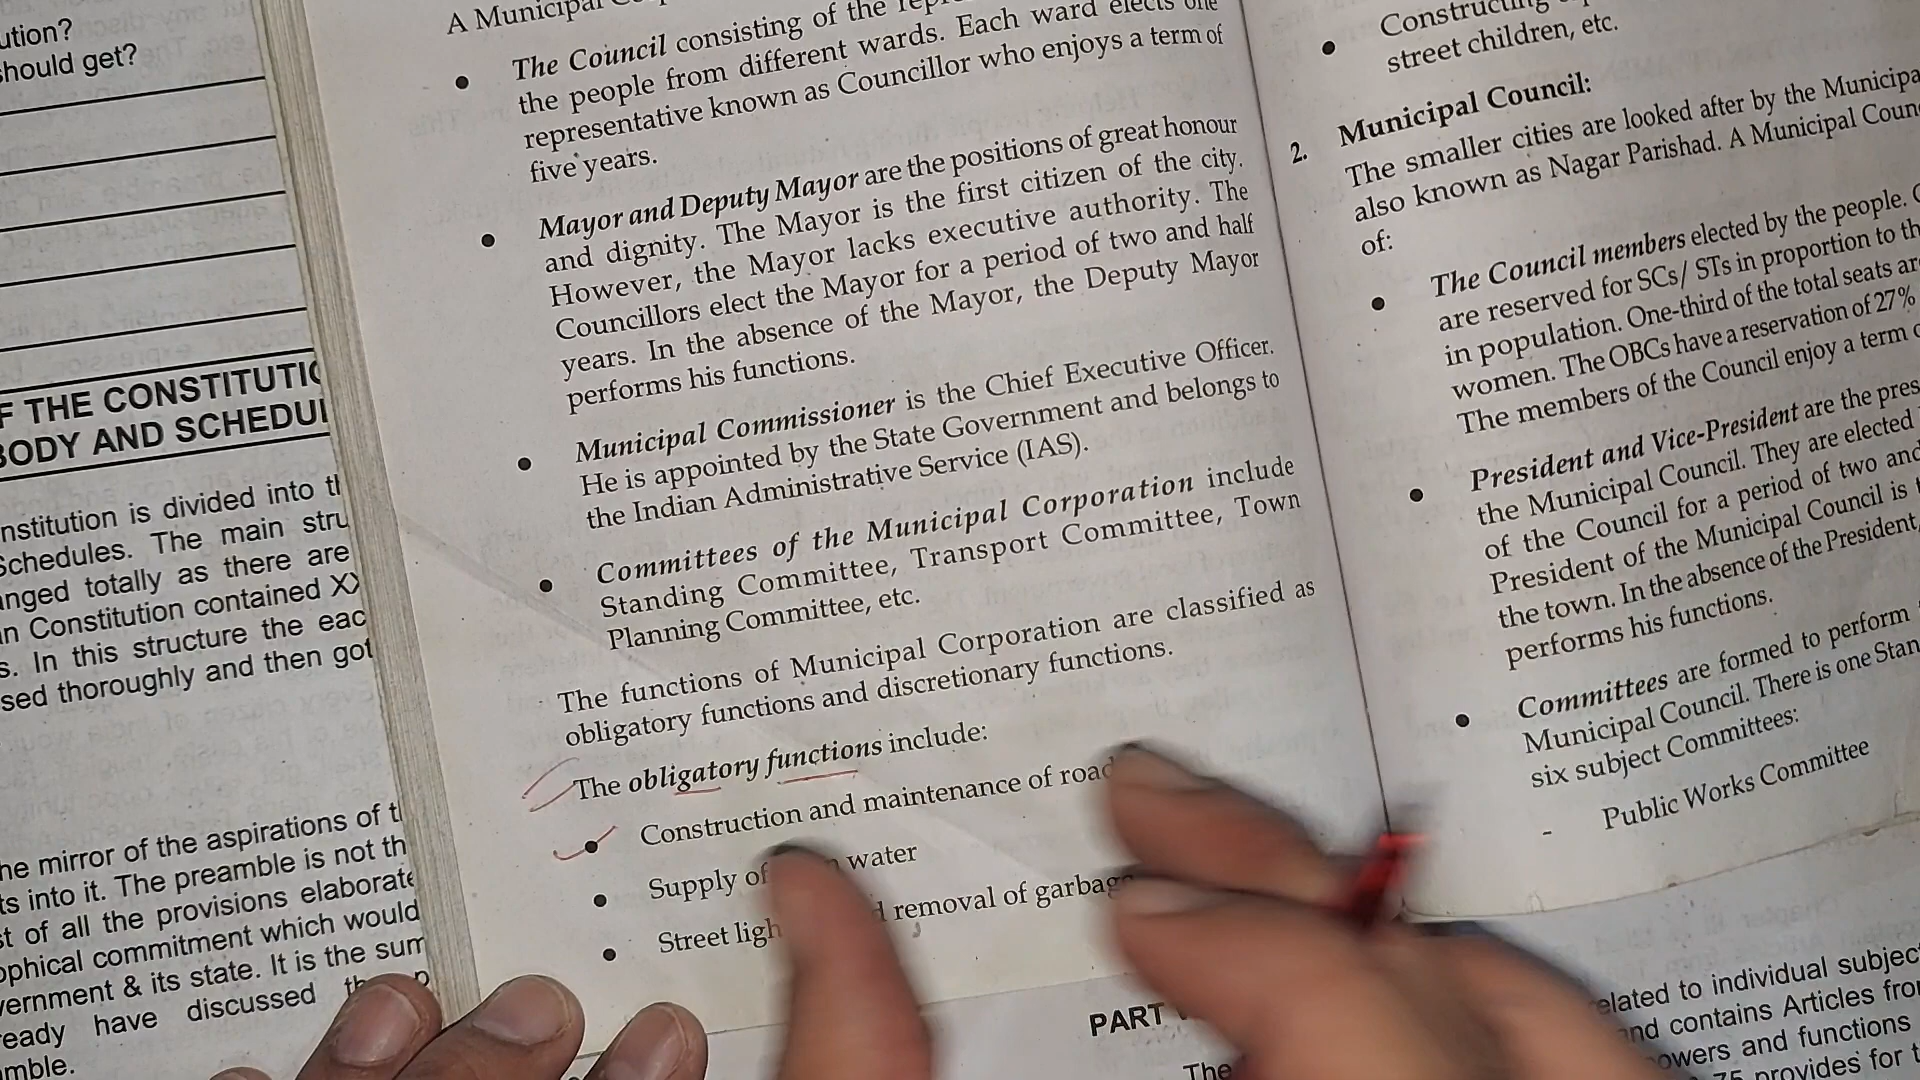 ution?
should get?
F THE CONSTITUTI
BODY AND SCHEDU
nstitution is divided into t
Schedules. The main stru
anged totally as there are
n Constitution contained XX
s. In this structure the eac
sed thoroughly and then got
he mirror of the aspirations of t
ts into it. The preamble is not th
st of all the provisions elaborate
ophical commitment which would
vernment & its state. It is the sum
ready have discussed
mble.
A Municipal
• The Council consisting of the
the people from different wards. Each ward elects one
representative known as Councillor who enjoys a term of
five years.
• Mayor and Deputy Mayor are the positions of great honour
and dignity. The Mayor is the first citizen of the city.
However, the Mayor lacks executive authority. The
Councillors elect the Mayor for a period of two and half
years. In the absence of the Mayor, the Deputy Mayor
performs his functions.
• Municipal Commissioner is the Chief Executive Officer.
He is appointed by the State Government and belongs to
the Indian Administrative Service (IAS).
• Committees of the Municipal Corporation include
Standing Committee, Transport Committee, Town
Planning Committee, etc.
The functions of Municipal Corporation are classified as
obligatory functions and discretionary functions.
The obligatory functions include:
• Construction and maintenance of road
• Supply of water
• Street ligh removal of garbage
• Constructing
street children, etc.
2. Municipal Council:
The smaller cities are looked after by the Municipa
also known as Nagar Parishad. A Municipal Coun
of:
• The Council members elected by the people.
are reserved for SCs/ STs in proportion to th
in population. One-third of the total seats ar
women. The OBCs have a reservation of 27%
The members of the Council enjoy a term
• President and Vice-President are the pres
the Municipal Council. They are elected
of the Council for a period of two and
President of the Municipal Council is
the town. In the absence of the President,
performs his functions.
• Committees are formed to perform
Municipal Council. There is one Stan
six subject Committees:
- Public Works Committee
PART
The
elated to individual subjec
nd contains Articles fro
owers and functions
75 provides for t